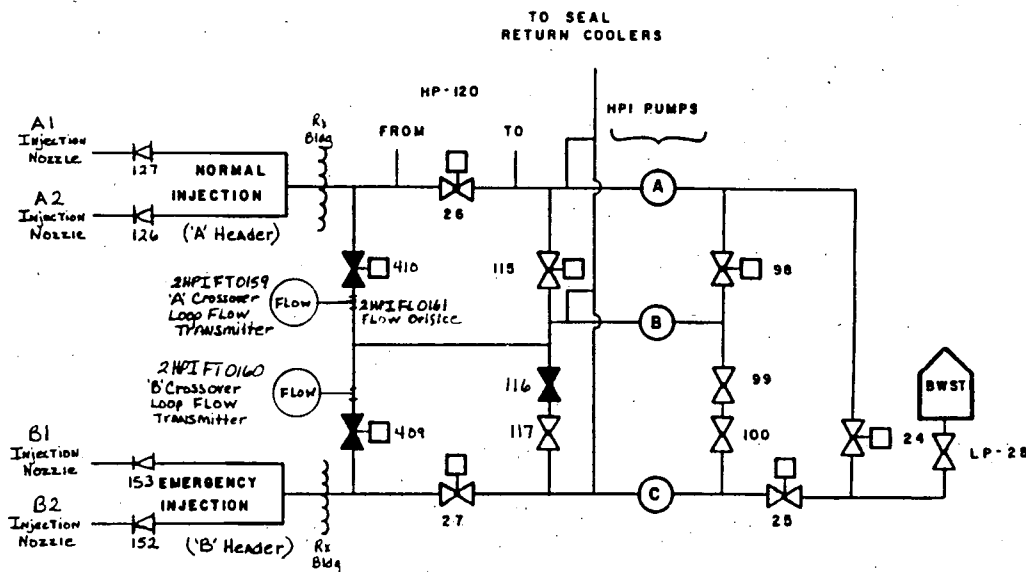 TO SEAL
RETURN COOLERS
HP-120
HPI PUMPS
FROM
TO
Rx
Bldg
A1
Injection
Nozzle
127
NORMAL
INJECTION
A2
Injection
Nozzle
126
('A' Header)
26
A
410
115
98
2HPIFT0159
'A' Crossover
Loop Flow
Transmitter
FLOW
2HPIFL0161
Flow Orifice
B
2HPIFT0160
'B' Crossover
Loop Flow
Transmitter
FLOW
116
99
BWST
409
117
100
24
LP-28
B1
Injection
Nozzle
153
EMERGENCY
INJECTION
B2
Injection
Nozzle
152
('B' Header)
Rx
Bldg
27
C
25